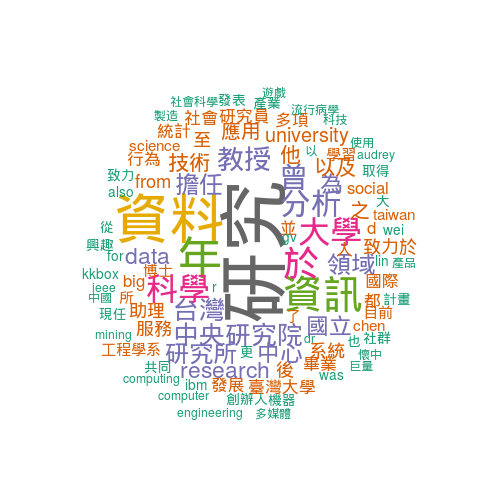 遊戲
社會科學 發表 產業
製造 社會 研究員 多項 流行病學
統計 至 應用 university 科技
science 教授 他 學習 以 使用
行為 技術 曾 以及 audrey
致力 from 擔任 為 social 取得
also 資料 研究 分析 之 大
從 年 並 大學 d taiwan wei
興趣 for data gv 於 人 致力於
kkbox 博士 科學 r 領域 lin 產品
ieee big 台灣 資訊 國際
中國 所 助理 了 都 計畫
現任 服務 中央研究院 國立 chen 目前
mining dr 也 社群
工程學系 研究所 更 中心 系統 懷中
共同 research 後 畢業 巨量
computing ibm 發展 臺灣大學 was
computer 創辦人 機器
engineering 多媒體